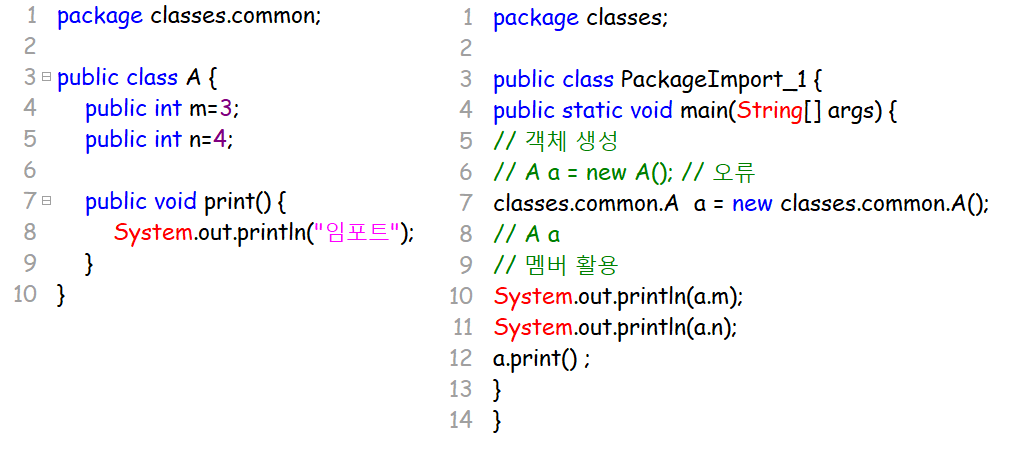 1 package classes.common;
2
3 public class A {
4 public int m=3;
5 public int n=4;
6
7 public void print() {
8 System.out.println("임포트");
9 }
10 }
1 package classes;
2
3 public class PackageImport_1 {
4 public static void main(String[] args) {
5 // 객체 생성
6 // A a = new A(); // 오류
7 classes.common.A a = new classes.common.A();
8 // A a
9 // 멤버 활용
10 System.out.println(a.m);
11 System.out.println(a.n);
12 a.print() ;
13 }
14 }